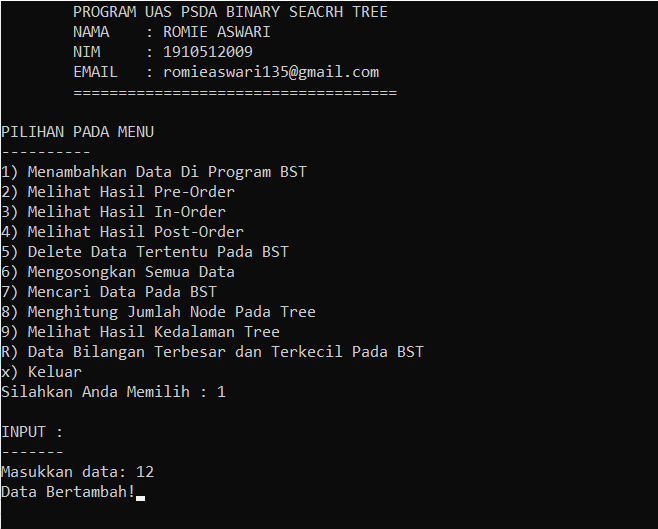 PROGRAM UAS PSDA BINARY SEACRH TREE
NAMA : ROMIE ASWARI
NIM : 1910512009
EMAIL : romieaswari135@gmail.com
====================================
PILIHAN PADA MENU
----------
1) Menambahkan Data Di Program BST
2) Melihat Hasil Pre-Order
3) Melihat Hasil In-Order
4) Melihat Hasil Post-Order
5) Delete Data Tertentu Pada BST
6) Mengosongkan Semua Data
7) Mencari Data Pada BST
8) Menghitung Jumlah Node Pada Tree
9) Melihat Hasil Kedalaman Tree
R) Data Bilangan Terbesar dan Terkecil Pada BST
x) Keluar
Silahkan Anda Memilih : 1
INPUT :
-------
Masukkan data: 12
Data Bertambah!